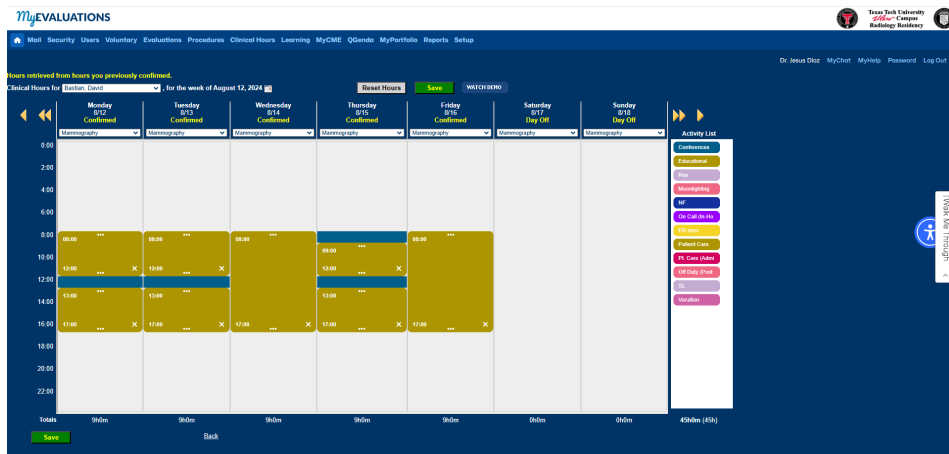 MyEVALUATIONS
Texas Tech University
Campus
Radiology Residency
Mail Security Users Voluntary Evaluations Procedures Clinical Hours Learning MyCME QGenda MyPortfolio Reports Setup
Dr. Jesus Diaz MyChat MyHelp Password Log Out
Hours retrieved from hours you previously confirmed.
Clinical Hours for Bastian, David , for the week of August 12, 2024 Reset Hours Save WATCH DEMO
Monday Tuesday Wednesday Thursday Friday Saturday Sunday
8/12 8/13 8/14 8/15 8/16 8/17 8/18
Confirmed Confirmed Confirmed Confirmed Confirmed Day Off Day Off
Mammography Mammography Mammography Mammography Mammography Mammography Mammography Activity List
0:00 Conferences
Educational
2:00 Res
4:00 Moonlighting
NF
6:00 On Call (In-Ho
ER days
8:00 08:00 08:00 08:00 08:00 Patient Care
09:00
10:00 Pt. Care (Admi
12:00 12:00 12:00 Off Duty (Post
12:00 SL
14:00 13:00 13:00 13:00 Vacation
16:00 17:00 17:00 17:00 17:00 17:00
18:00
20:00
22:00
Totals 9h0m 9h0m 9h0m 9h0m 9h0m 0h0m 0h0m 45h0m (45h)
Save Back
Walk Me Through